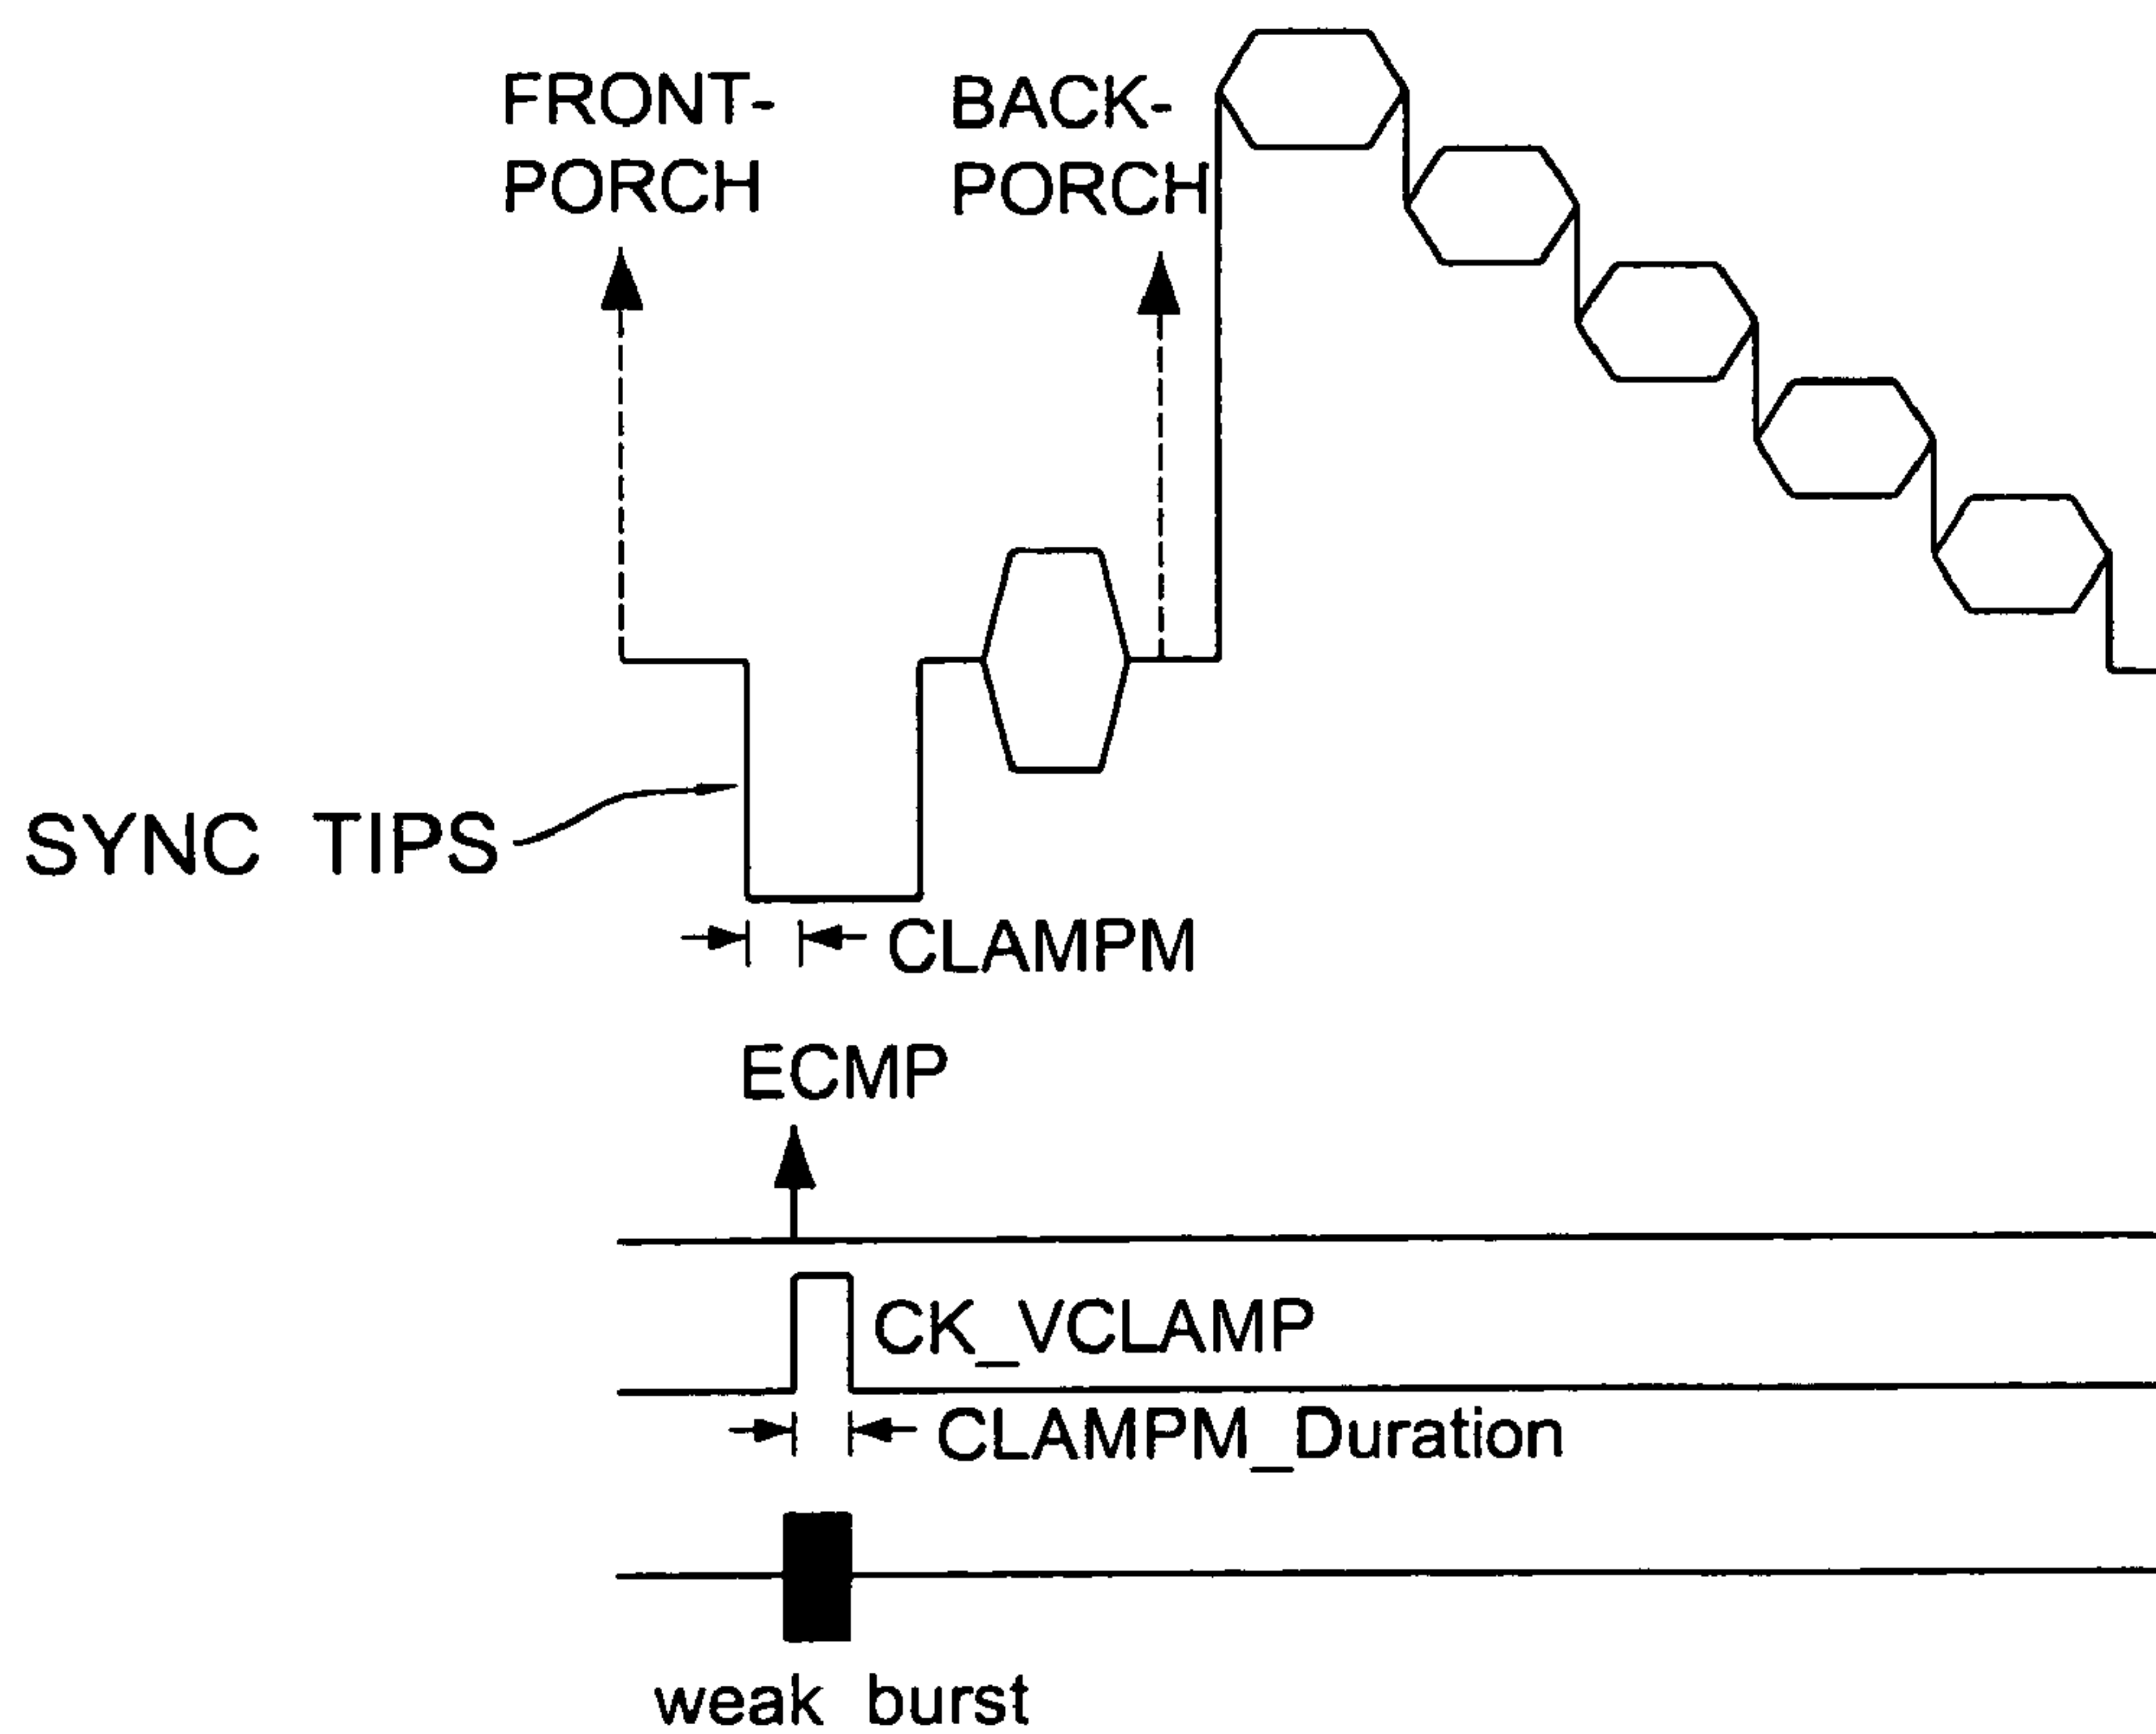 FRONT-
PORCH
BACK-
PORCH
SYNC TIPS
CLAMPM
ECMP
CK_VCLAMP
CLAMPM_Duration
weak burst